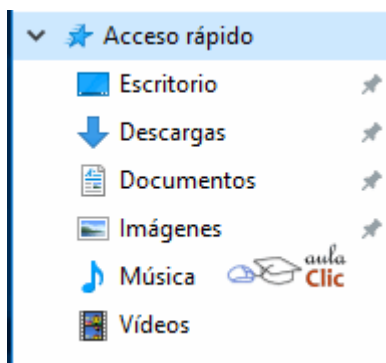 Acceso rápido
Escritorio
Descargas
Documentos
Imágenes
Música
aula
Clic
Vídeos